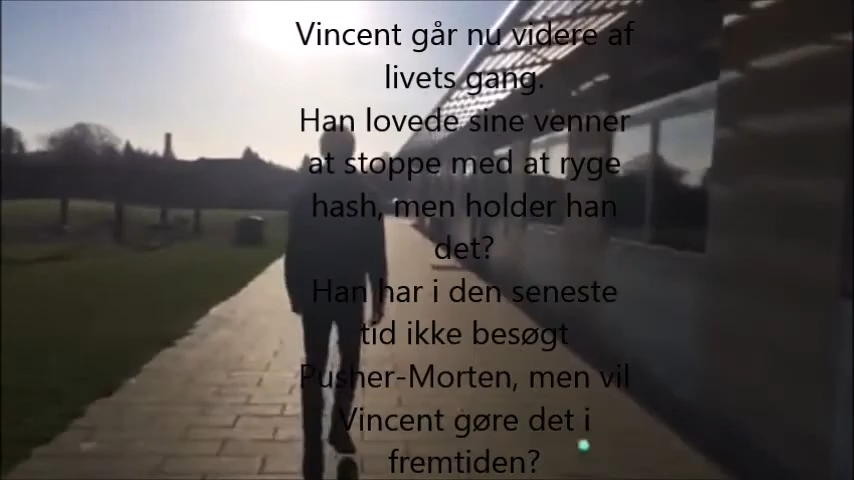 Vincent går nu videre af
livets gang.
Han lovede sine venner
at stoppe med at ryge
hash, men holder han
det?
Han har i den seneste
tid ikke besøgt
Pusher-Morten, men vil
Vincent gøre det i
fremtiden?